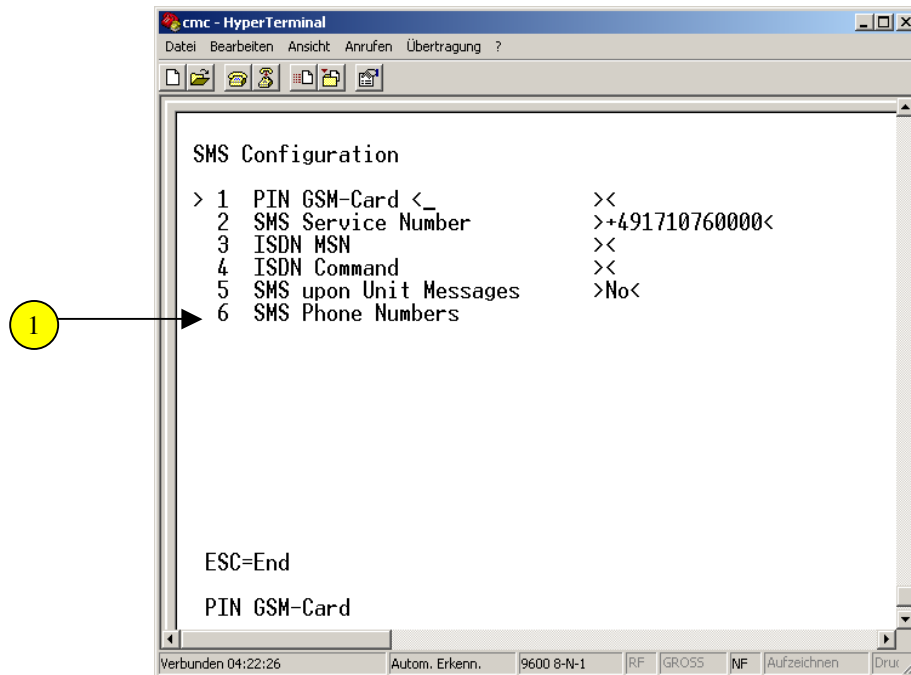 cmc - HyperTerminal
Datei Bearbeiten Ansicht Anrufen Übertragung ?
SMS Configuration
> 1 PIN GSM-Card <_ ><
2 SMS Service Number >+491710760000<
3 ISDN MSN ><
4 ISDN Command ><
5 SMS upon Unit Messages >No<
1
6 SMS Phone Numbers
ESC=End
PIN GSM-Card
Verbunden 04:22:26 Autom. Erkenn. 9600 8-N-1 RF GROSS NF Aufzeichnen Druc